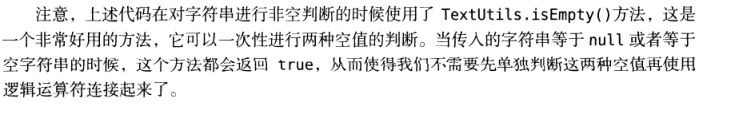 注意，上述代码在对字符串进行非空判断的时候使用了 TextUtils.isEmpty()方法，这是
一个非常好用的方法，它可以一次性进行两种空值的判断。当传入的字符串等于 null 或者等于
空字符串的时候，这个方法都会返回 true，从而使得我们不需要先单独判断这两种空值再使用
逻辑运算符连接起来了。